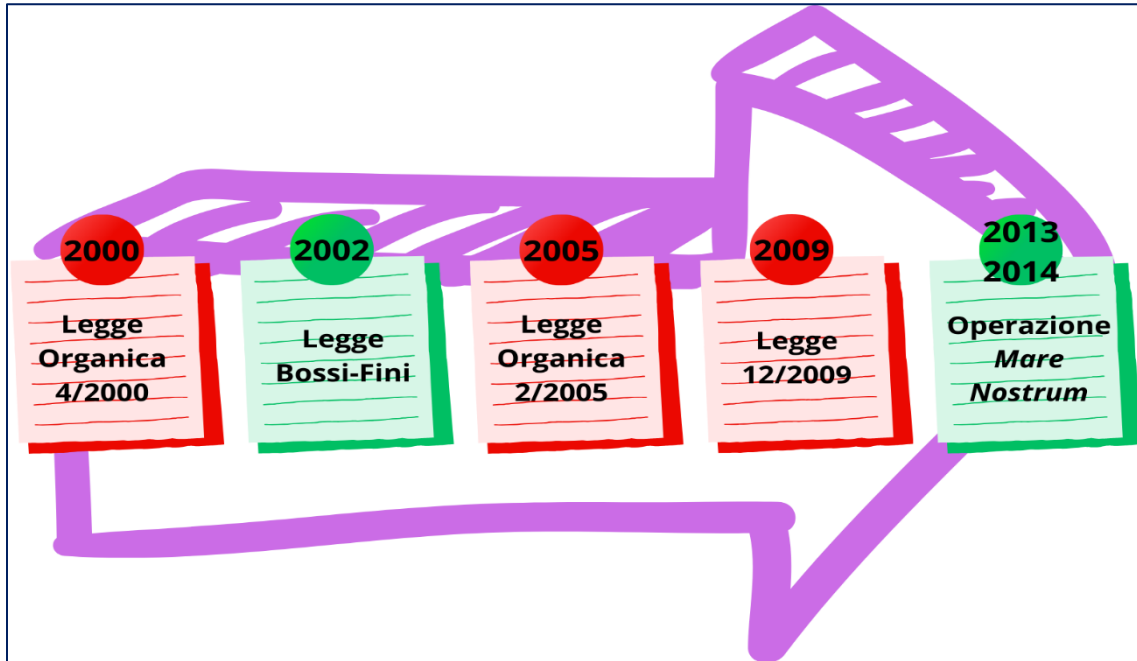 2000
Legge
Organica
4/2000
2002
Legge
Bossi-Fini
2005
Legge
Organica
2/2005
2009
Legge
12/2009
2013
2014
Operazione
Mare
Nostrum